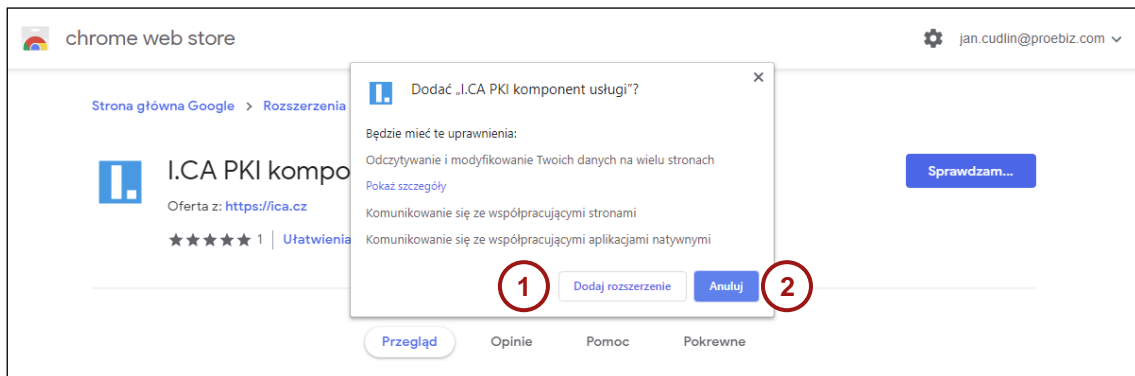 chrome web store
jan.cudlin@proebiz.com
Strona główna Google > Rozszerzenia
I.CA PKI kompo
Oferta z: https://ica.cz
1 | Ułatwienia
Sprawdzam...
Dodać „I.CA PKI komponent usługi”?
Będzie mieć te uprawnienia:
Odczytywanie i modyfikowanie Twoich danych na wielu stronach
Pokaż szczegóły
Komunikowanie się ze współpracującymi stronami
Komunikowanie się ze współpracującymi aplikacjami natywnymi
1 Dodaj rozszerzenie Anuluj 2
Przegląd Opinie Pomoc Pokrewne